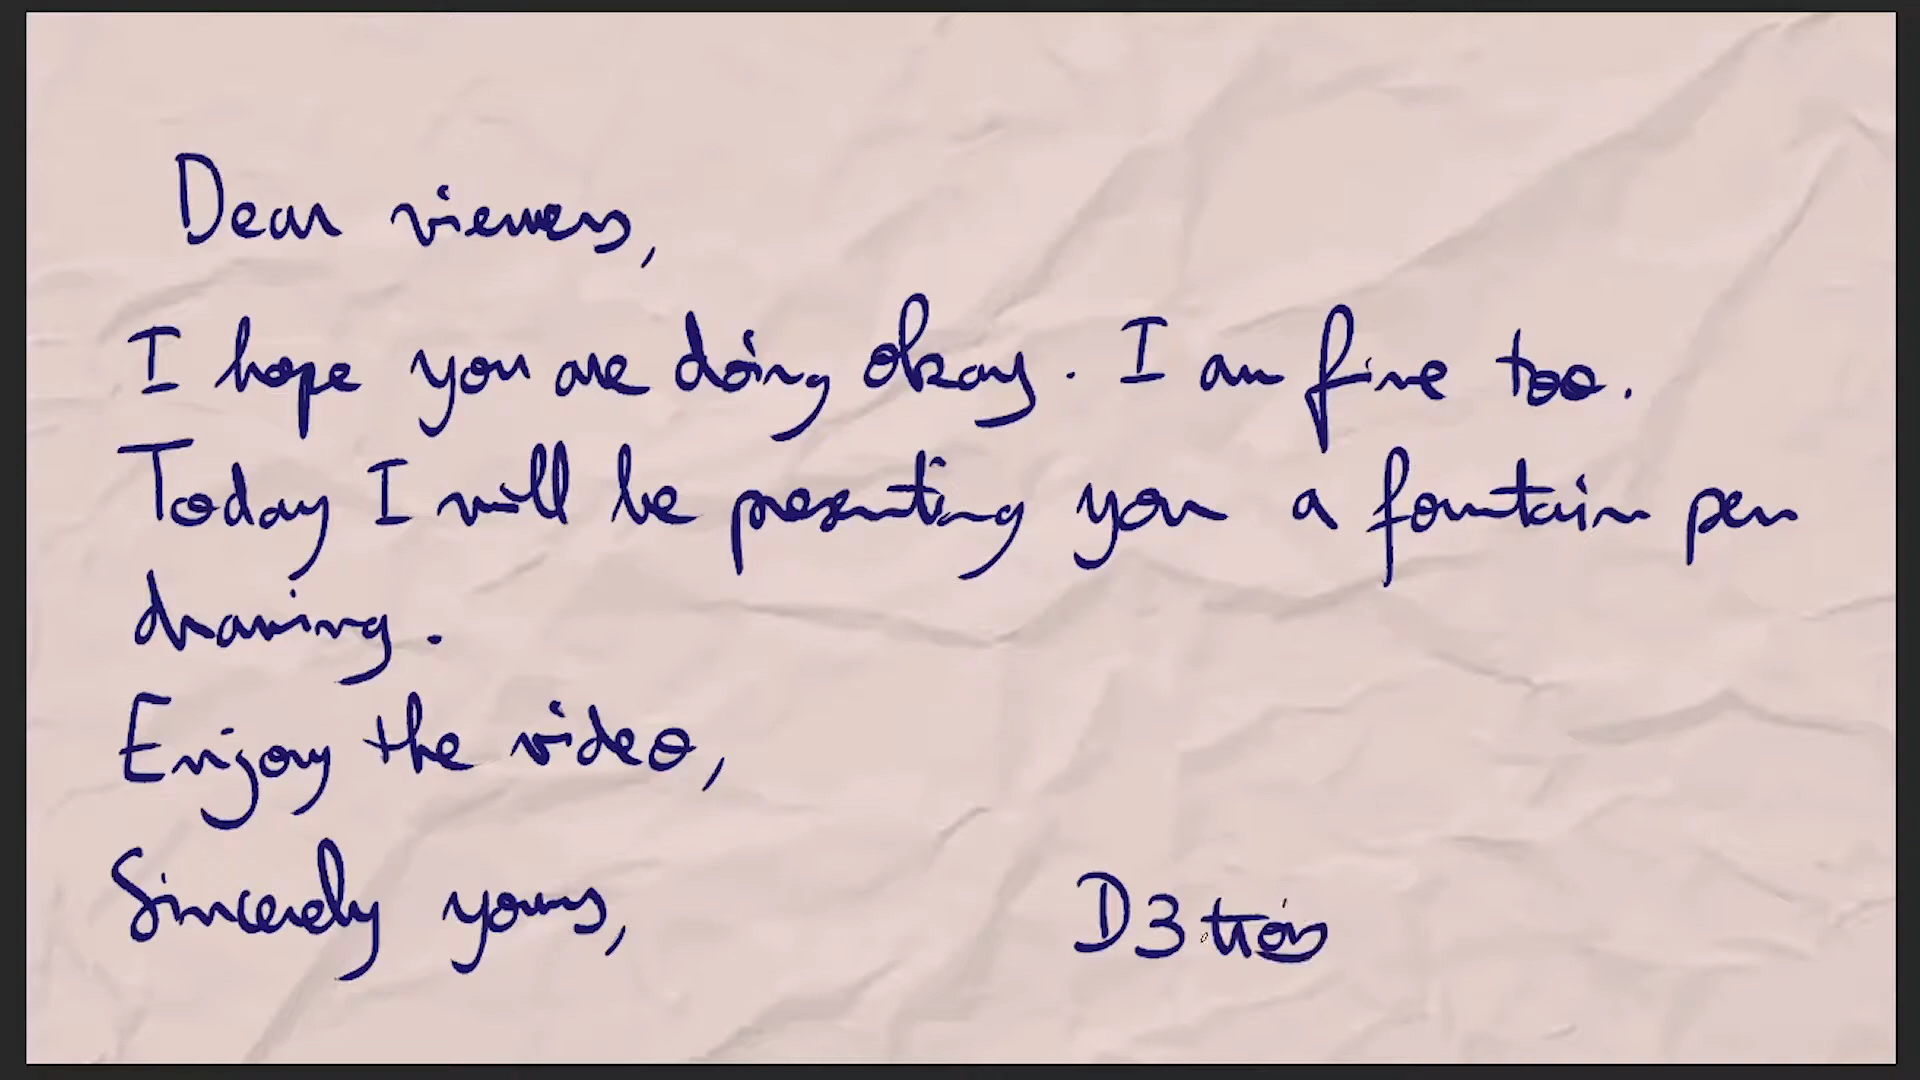 Dear viewers,
I hope you are doing okay. I am fine too.
Today I will be presenting you a fountain pen
drawing.
Enjoy the video,
Sincerely yours,